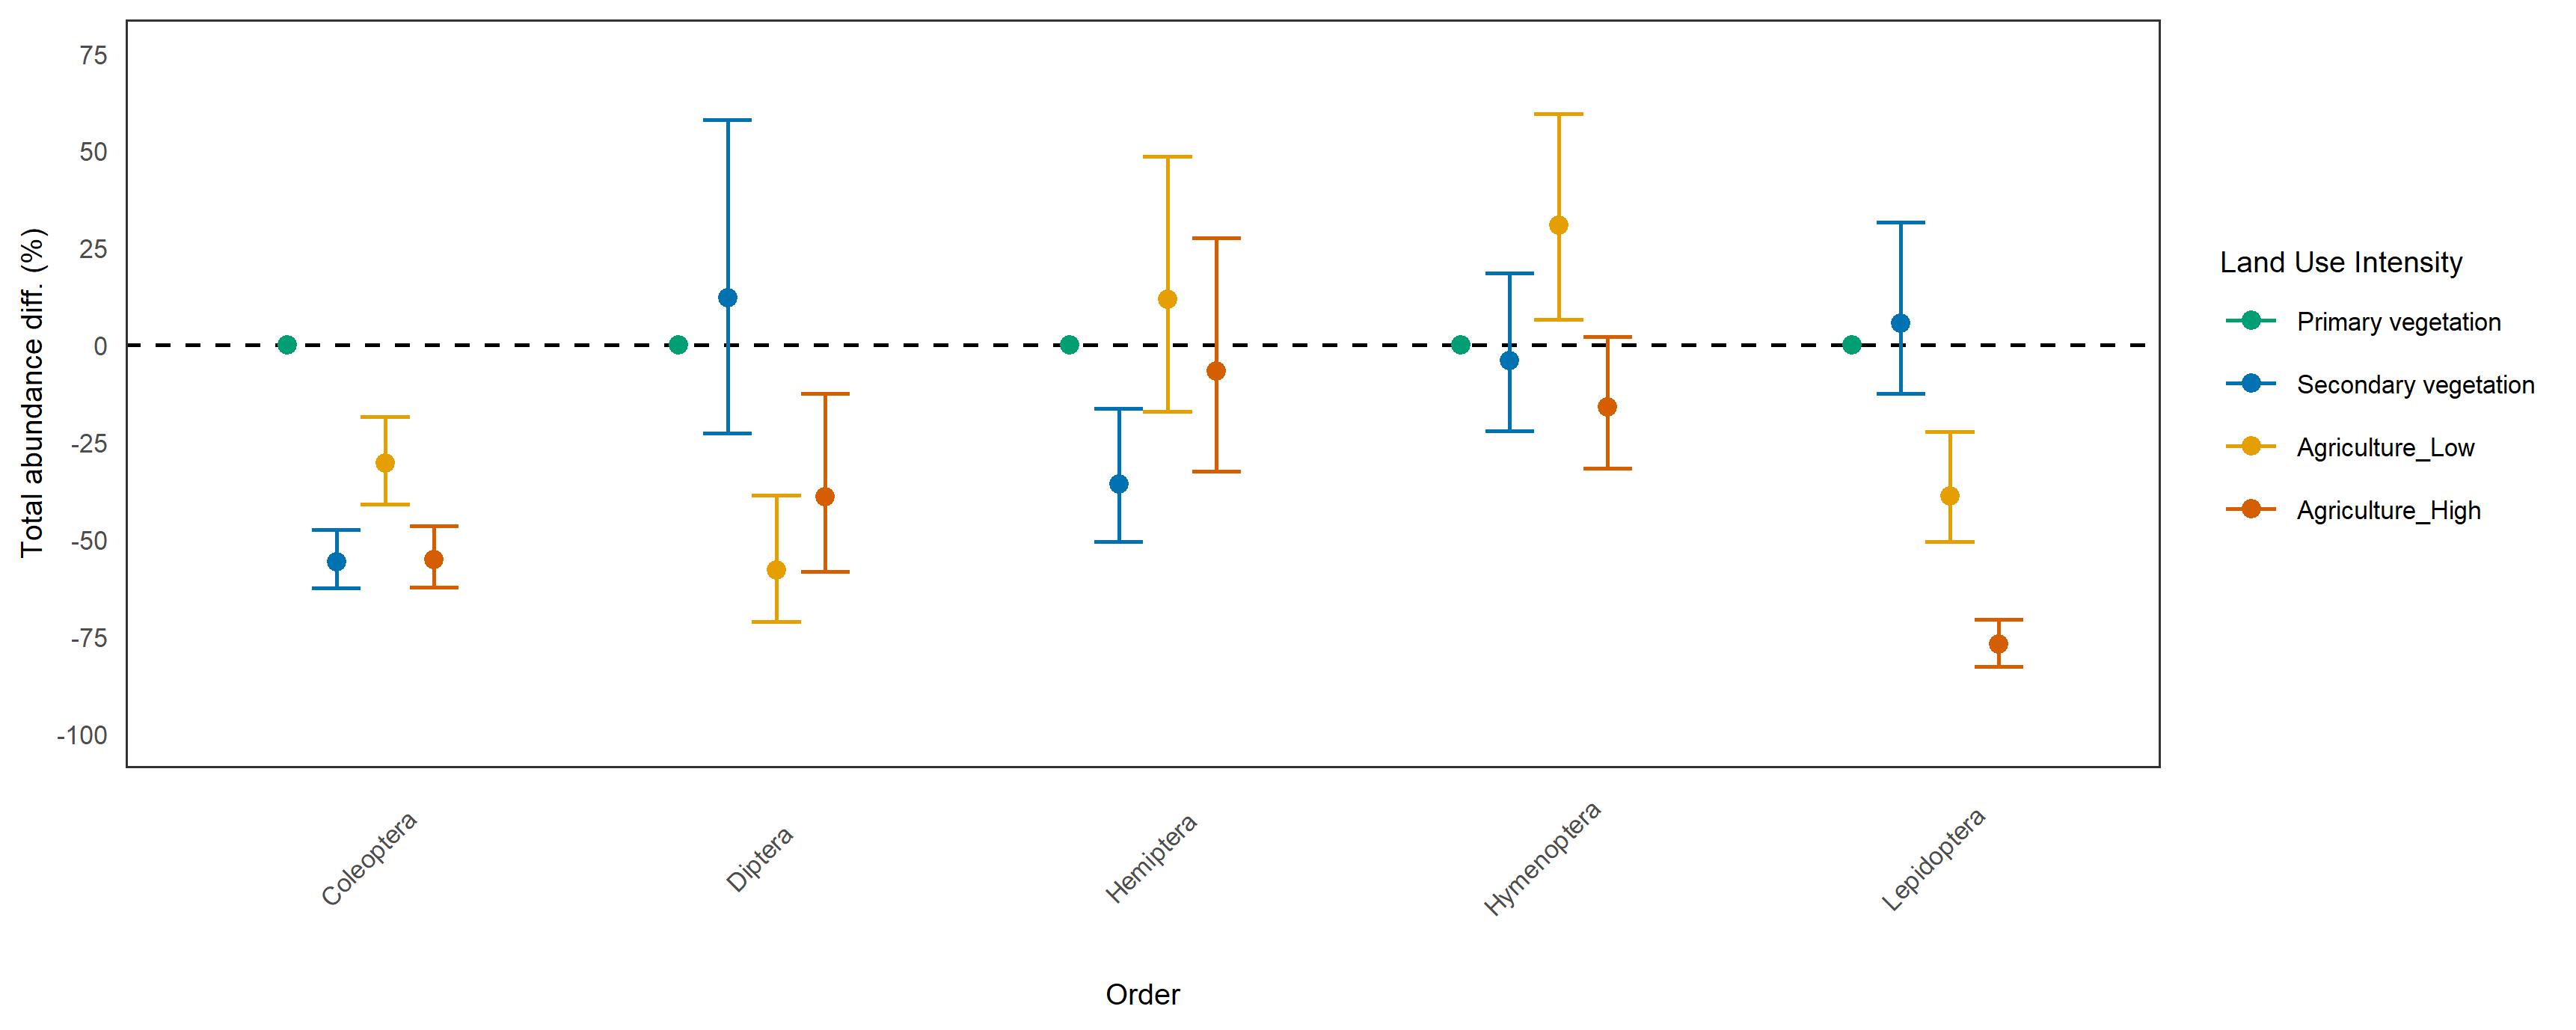 Total abundance diff. (%)
75
50
25
0
-25
-50
-75
-100
Coleoptera
Diptera
Hemiptera
Hymenoptera
Lepidoptera
Order
Land Use Intensity
Primary vegetation
Secondary vegetation
Agriculture_Low
Agriculture_High